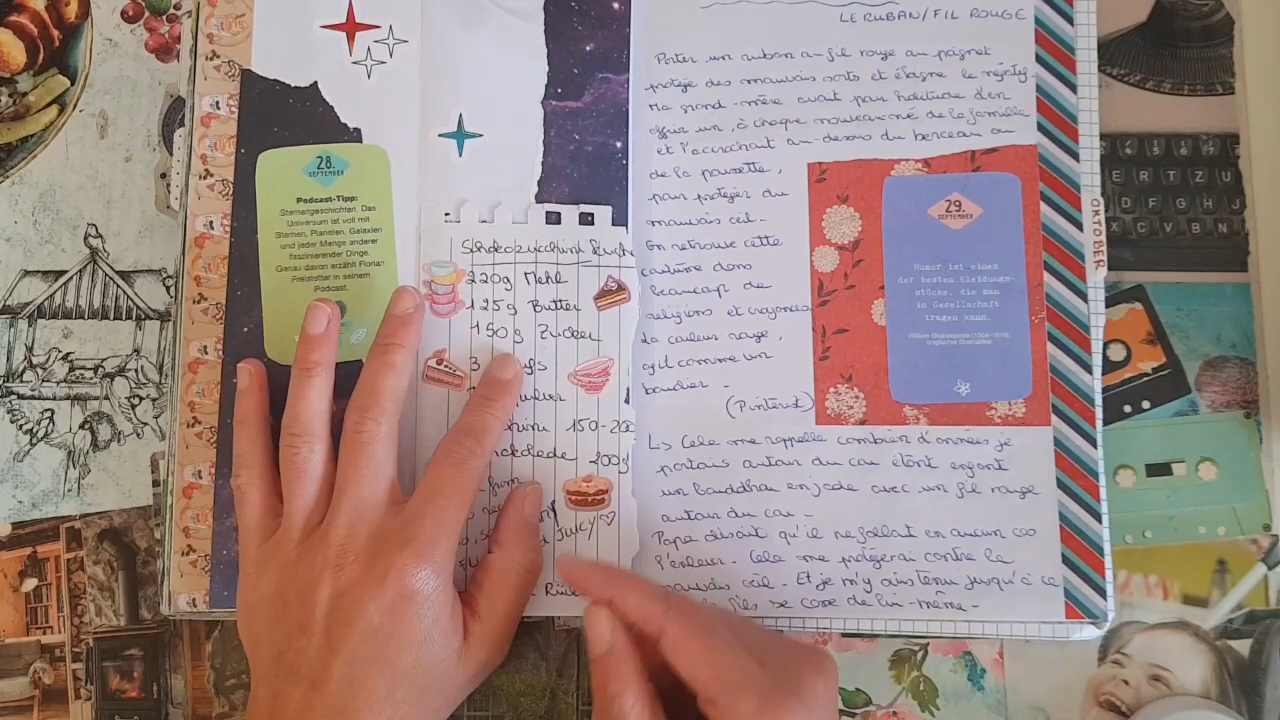 28.
SEPTEMBER
Podcast-Tipp:
Sternengeschichten. Das
Universum ist voll mit
Sternen, Planeten, Galaxien
und jeder Menge anderer
faszinierender Dinge.
Genau davon erzählt Florian
Freistetter in seinem
Podcast.
220g Mehl
125g Butter
150g Zucker
3
150-200
200g
from
JUICY
LE RUBAN/FIL ROUGE
Porter un ruban au fil rouge au poignet
protège des mauvais sorts et éloigne le négatif.
Ma grand-mère avait par habitude d'en
offrir un, à chaque nouveau né de la famille
et l'accrochait au-dessus du berceau ou
de la poussette,
pour protéger du
mauvais œil.
On retrouve cette
coutume dans
beaucoup de
religions et croyances
La couleur rouge,
agit comme un
bouclier.
(Pinterest)
29.
SEPTEMBER
Humor ist eines
der besten Kleidungs-
stücke, die man
in Gesellschaft
tragen kann.
William Shakespeare (1564–1616),
englischer Dramatiker
OKTOBER
↳ Cela me rappelle combien d'années je
portais autour du cou étant enfant
un bouddha en jade avec un fil rouge
autour du cou.
Papa disait qu'il ne fallait en aucun cas
l'enlever. Cela me protégerai contre le
mauvais œil. Et je m'y suis tenu jusqu'à ce
fils se casse de lui-même.
E R T Z U
D F G H J
X C V B N